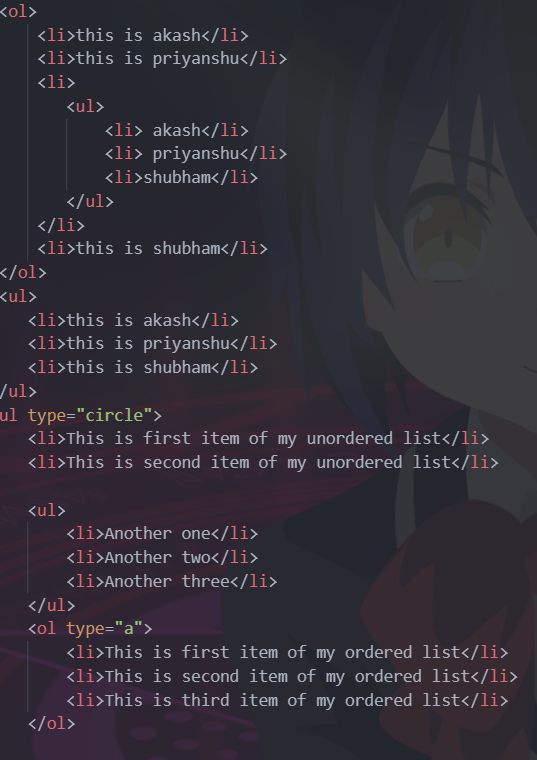 <ol>
<li>this is akash</li>
<li>this is priyanshu</li>
<li>
<ul>
<li> akash</li>
<li> priyanshu</li>
<li>shubham</li>
</ul>
</li>
<li>this is shubham</li>
</ol>
<ul>
<li>this is akash</li>
<li>this is priyanshu</li>
<li>this is shubham</li>
/ul>
ul type="circle">
<li>This is first item of my unordered list</li>
<li>This is second item of my unordered list</li>
<ul>
<li>Another one</li>
<li>Another two</li>
<li>Another three</li>
</ul>
<ol type="a">
<li>This is first item of my ordered list</li>
<li>This is second item of my ordered list</li>
<li>This is third item of my ordered list</li>
</ol>